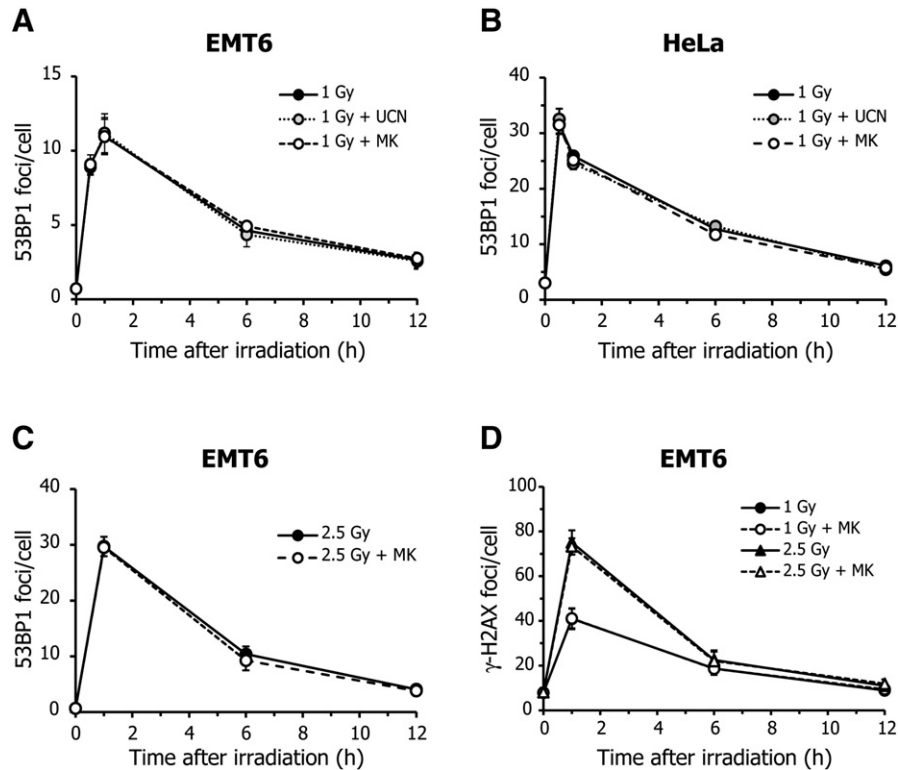 A
EMT6
15
10
5
0
53BP1 foci/cell
1 Gy
1 Gy + UCN
1 Gy + MK
0 2 4 6 8 10 12
Time after irradiation (h)
B
HeLa
40
30
20
10
0
53BP1 foci/cell
1 Gy
1 Gy + UCN
1 Gy + MK
0 2 4 6 8 10 12
Time after irradiation (h)
C
EMT6
40
30
20
10
0
53BP1 foci/cell
2.5 Gy
2.5 Gy + MK
0 2 4 6 8 10 12
Time after irradiation (h)
D
EMT6
100
80
60
40
20
0
γ-H2AX foci/cell
1 Gy
1 Gy + MK
2.5 Gy
2.5 Gy + MK
0 2 4 6 8 10 12
Time after irradiation (h)